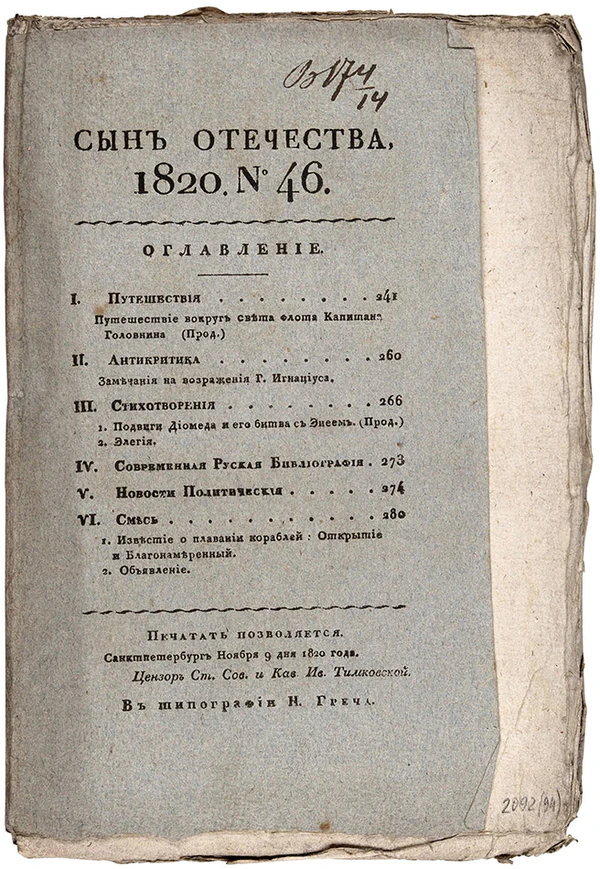 В 174
14
СЫНЪ ОТЕЧЕСТВА,
1820. № 46.
ОГЛАВЛЕНІЕ.
I. Путешествія . . . . . . . . 241
Путешествіе вокругъ свѣта флота Капитана
Головнина (Прод.)
II. Антикритика . . . . . . . . 260
Замѣчанія на возраженія Г. Игнаціуса.
III. Стихотворенія . . . . . . . . 266
1. Подвиги Діомеда и его битва съ Энеемъ. (Прод.)
2. Элегія.
IV. Современная Руская Библіографія . 273
V. Новости Политическія . . . . . 274
VI. Смѣсь . . . . . . . . . . . . 280
1. Извѣстіе о плаваніи кораблей: Открытіе
и Благонамѣренный.
2. Объявленіе.
Печатать позволяется.
Санктпетербургъ Ноября 9 дня 1820 года.
Цензоръ Ст. Сов. и Кав. Ив. Тимковской.
Въ типографіи Н. Греча.
2092(94)